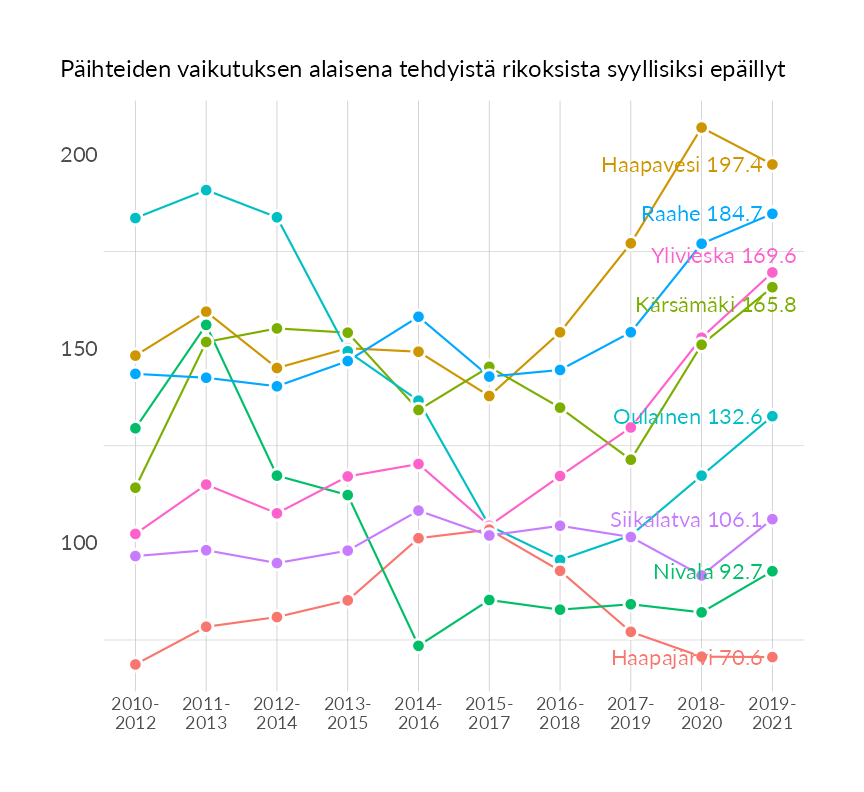 Päihteiden vaikutuksen alaisena tehdyistä rikoksista syyllisiksi epäillyt
200
150
100
Haapavesi 197.4
Raahe 184.7
Ylivieska 169.6
Kärsämäki 165.8
Oulainen 132.6
Siikalatva 106.1
Nivala 92.7
Haapajärvi 70.6
2010-
2012
2011-
2013
2012-
2014
2013-
2015
2014-
2016
2015-
2017
2016-
2018
2017-
2019
2018-
2020
2019-
2021